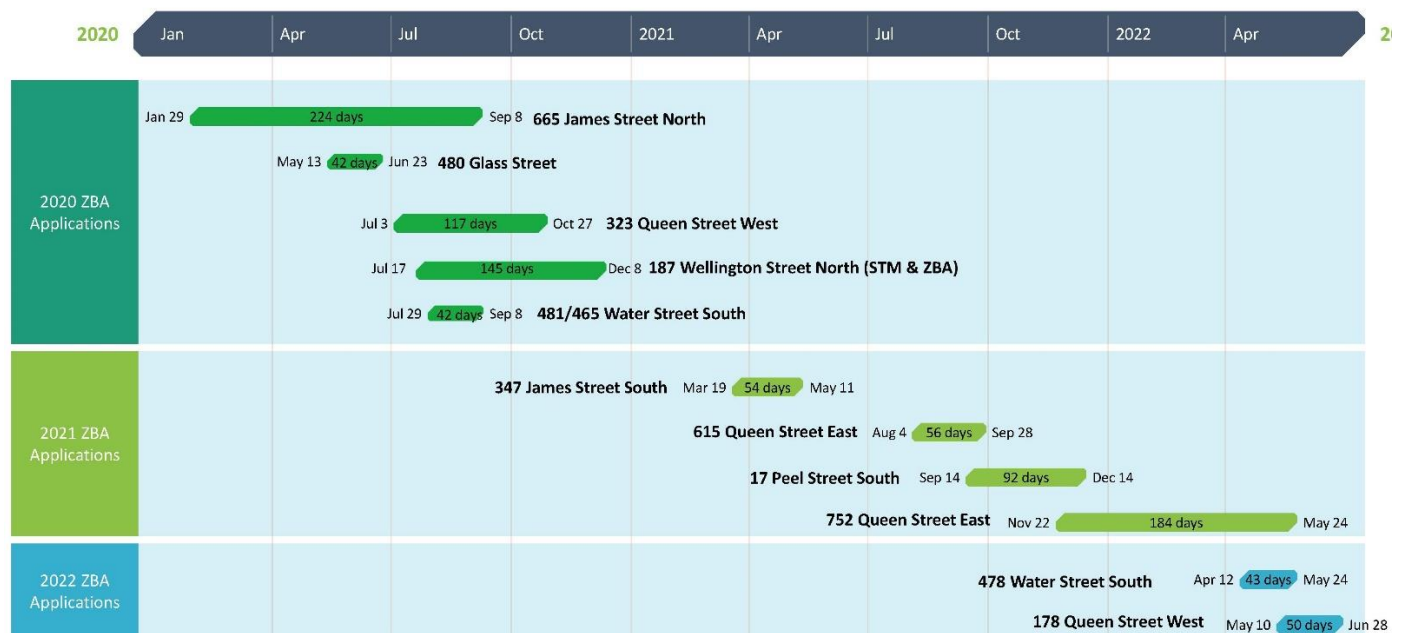 2020 Jan Apr Jul Oct 2021 Apr Jul Oct 2022 Apr
2020 ZBA
Applications
Jan 29 224 days Sep 8 665 James Street North
May 13 42 days Jun 23 480 Glass Street
Jul 3 117 days Oct 27 323 Queen Street West
Jul 17 145 days Dec 8 187 Wellington Street North (STM & ZBA)
Jul 29 42 days Sep 8 481/465 Water Street South
2021 ZBA
Applications
347 James Street South Mar 19 54 days May 11
615 Queen Street East Aug 4 56 days Sep 28
17 Peel Street South Sep 14 92 days Dec 14
752 Queen Street East Nov 22 184 days May 24
2022 ZBA
Applications
478 Water Street South Apr 12 43 days May 24
178 Queen Street West May 10 50 days Jun 28